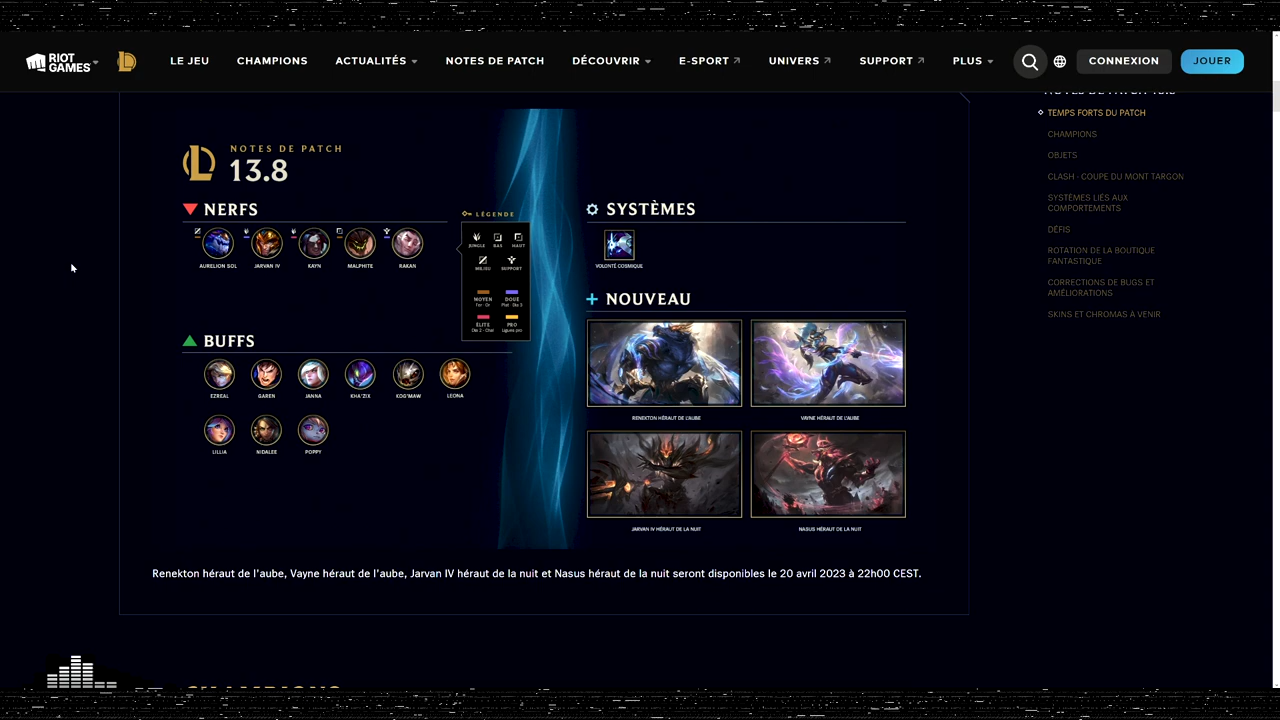 RIOT GAMES
LE JEU
CHAMPIONS
ACTUALITÉS
NOTES DE PATCH
DÉCOUVRIR
E-SPORT
UNIVERS
SUPPORT
PLUS
CONNEXION
JOUER
TEMPS FORTS DU PATCH
CHAMPIONS
OBJETS
CLASH - COUPE DU MONT TARGON
SYSTÈMES LIÉS AUX
COMPORTEMENTS
DÉFIS
ROTATION DE LA BOUTIQUE
FANTASTIQUE
CORRECTIONS DE BUGS ET
AMÉLIORATIONS
SKINS ET CHROMAS À VENIR
NOTES DE PATCH
13.8
NERFS
AURELION SOL
JARVAN IV
KAYN
MALPHITE
RAKAN
LÉGENDE
JUNGLE
BAS
HAUT
MILIEU
SUPPORT
MOYEN
DOUÉ
ÉLITE
PRO
BUFFS
EZREAL
GAREN
JANNA
KHA'ZIX
KOG'MAW
LEONA
LILLIA
NIDALEE
POPPY
SYSTÈMES
VOLONTÉ COSMIQUE
NOUVEAU
RENEKTON HÉRAUT DE L'AUBE
VAYNE HÉRAUT DE L'AUBE
JARVAN IV HÉRAUT DE LA NUIT
NASUS HÉRAUT DE LA NUIT
Renekton héraut de l'aube, Vayne héraut de l'aube, Jarvan IV héraut de la nuit et Nasus héraut de la nuit seront disponibles le 20 avril 2023 à 22h00 CEST.